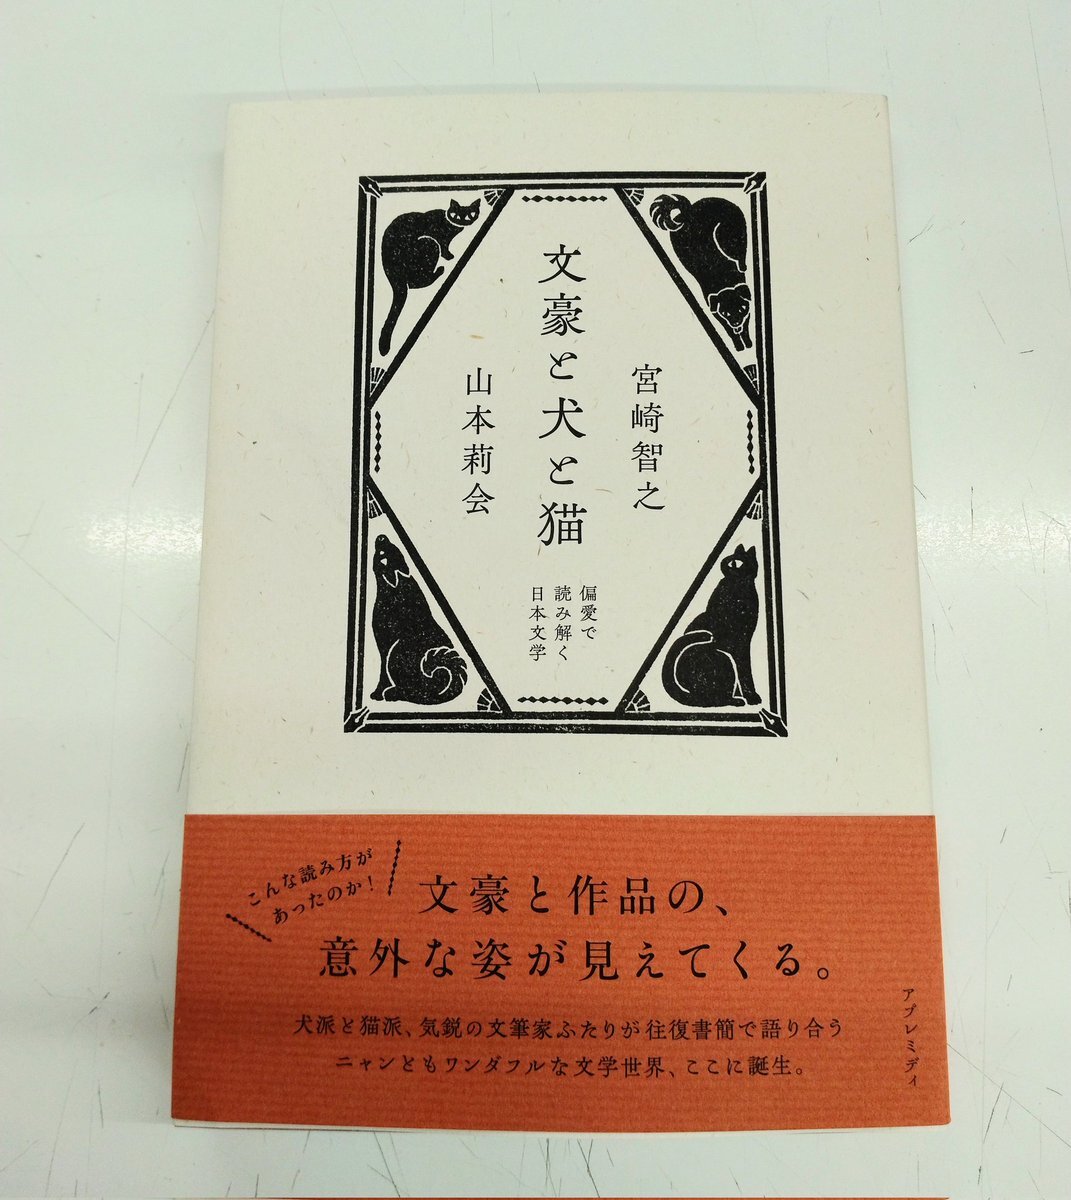 宮崎智之
文豪と犬と猫
山本莉会
偏愛で
読み解く
日本文学
こんな読み方が
あったのか！
文豪と作品の、
意外な姿が見えてくる。
犬派と猫派、気鋭の文筆家ふたりが往復書簡で語り合う
ニャンともワンダフルな文学世界、ここに誕生。
アプレミディ